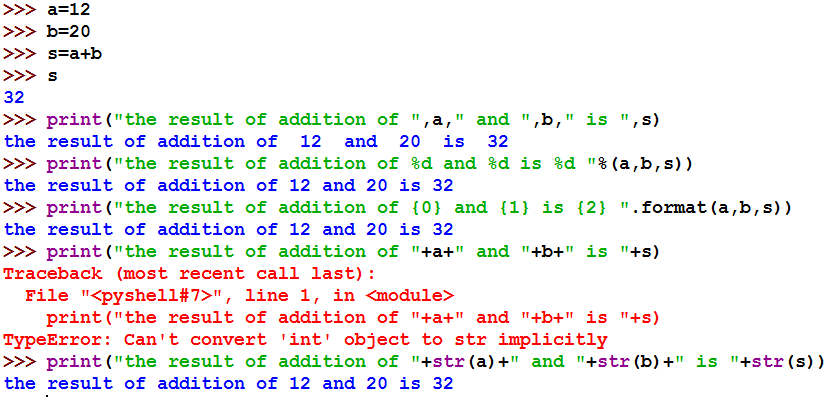 >>> a=12
>>> b=20
>>> s=a+b
>>> s
32
>>> print("the result of addition of ",a," and ",b," is ",s)
the result of addition of  12  and  20  is  32
>>> print("the result of addition of %d and %d is %d "%(a,b,s))
the result of addition of 12 and 20 is 32
>>> print("the result of addition of {0} and {1} is {2} ".format(a,b,s))
the result of addition of 12 and 20 is 32
>>> print("the result of addition of "+a+" and "+b+" is "+s)
Traceback (most recent call last):
  File "<pyshell#7>", line 1, in <module>
    print("the result of addition of "+a+" and "+b+" is "+s)
TypeError: Can't convert 'int' object to str implicitly
>>> print("the result of addition of "+str(a)+" and "+str(b)+" is "+str(s))
the result of addition of 12 and 20 is 32